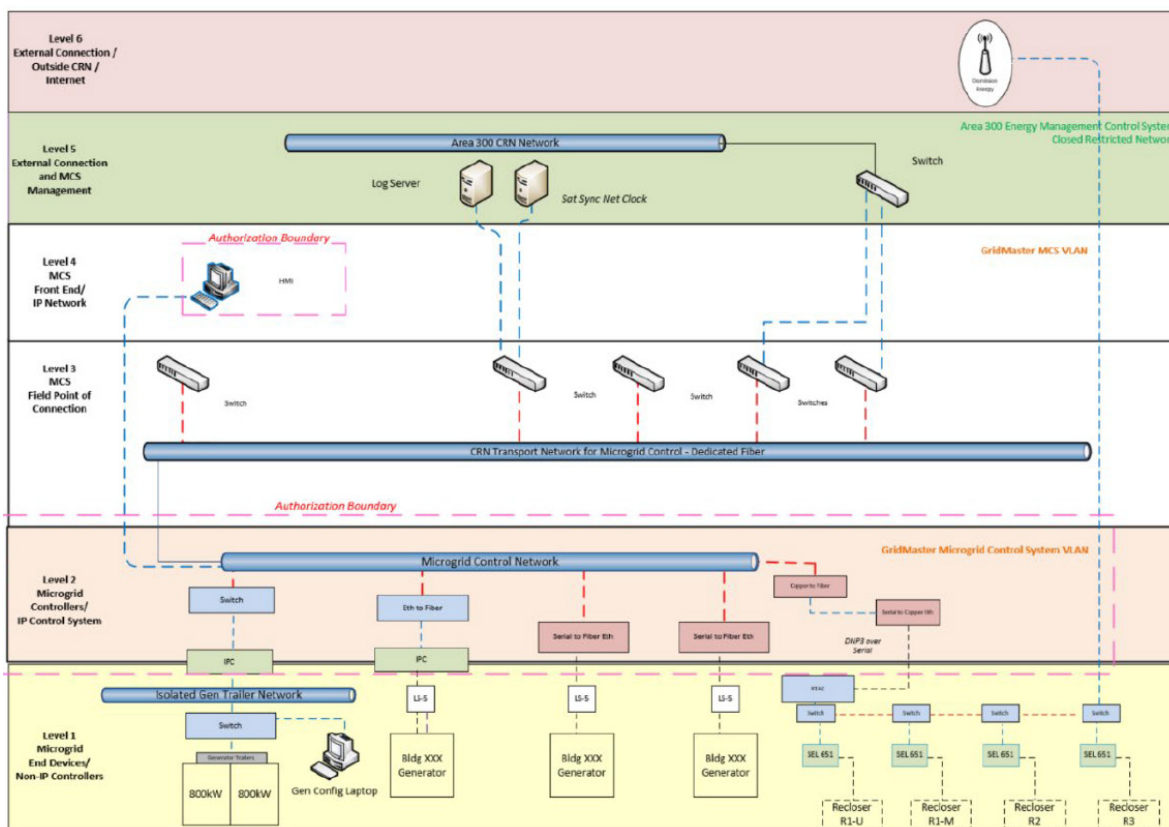 Level 6
External Connection /
Outside CRN /
Internet
Dominion
Energy
Area 300 Energy Management Control System
Closed Restricted Network
Level 5
External Connection
and MCS
Management
Area 300 CRN Network
Log Server
Sat Sync Net Clock
Switch
Level 4
MCS
Front End/
IP Network
Authorization Boundary
HMI
GridMaster MCS VLAN
Level 3
MCS
Field Point of
Connection
Switch
Switch
Switch
Switches
CRN Transport Network for Microgrid Control - Dedicated Fiber
Authorization Boundary
Level 2
Microgrid
Controllers/
IP Control System
GridMaster Microgrid Control System VLAN
Microgrid Control Network
Switch
Eth to Fiber
Serial to Fiber Eth
Serial to Fiber Eth
Copper to Fiber
Serial to Copper Eth
DNP3 over
Serial
IPC
IPC
Level 1
Microgrid
End Devices/
Non-IP Controllers
Isolated Gen Trailer Network
Switch
Generator Trailers
800kW
800kW
Gen Config Laptop
LS-5
Bldg XXX
Generator
LS-5
Bldg XXX
Generator
LS-5
Bldg XXX
Generator
Switch
Switch
Switch
Switch
SEL 651
SEL 651
SEL 651
SEL 651
Recloser
R1-U
Recloser
R1-M
Recloser
R2
Recloser
R3